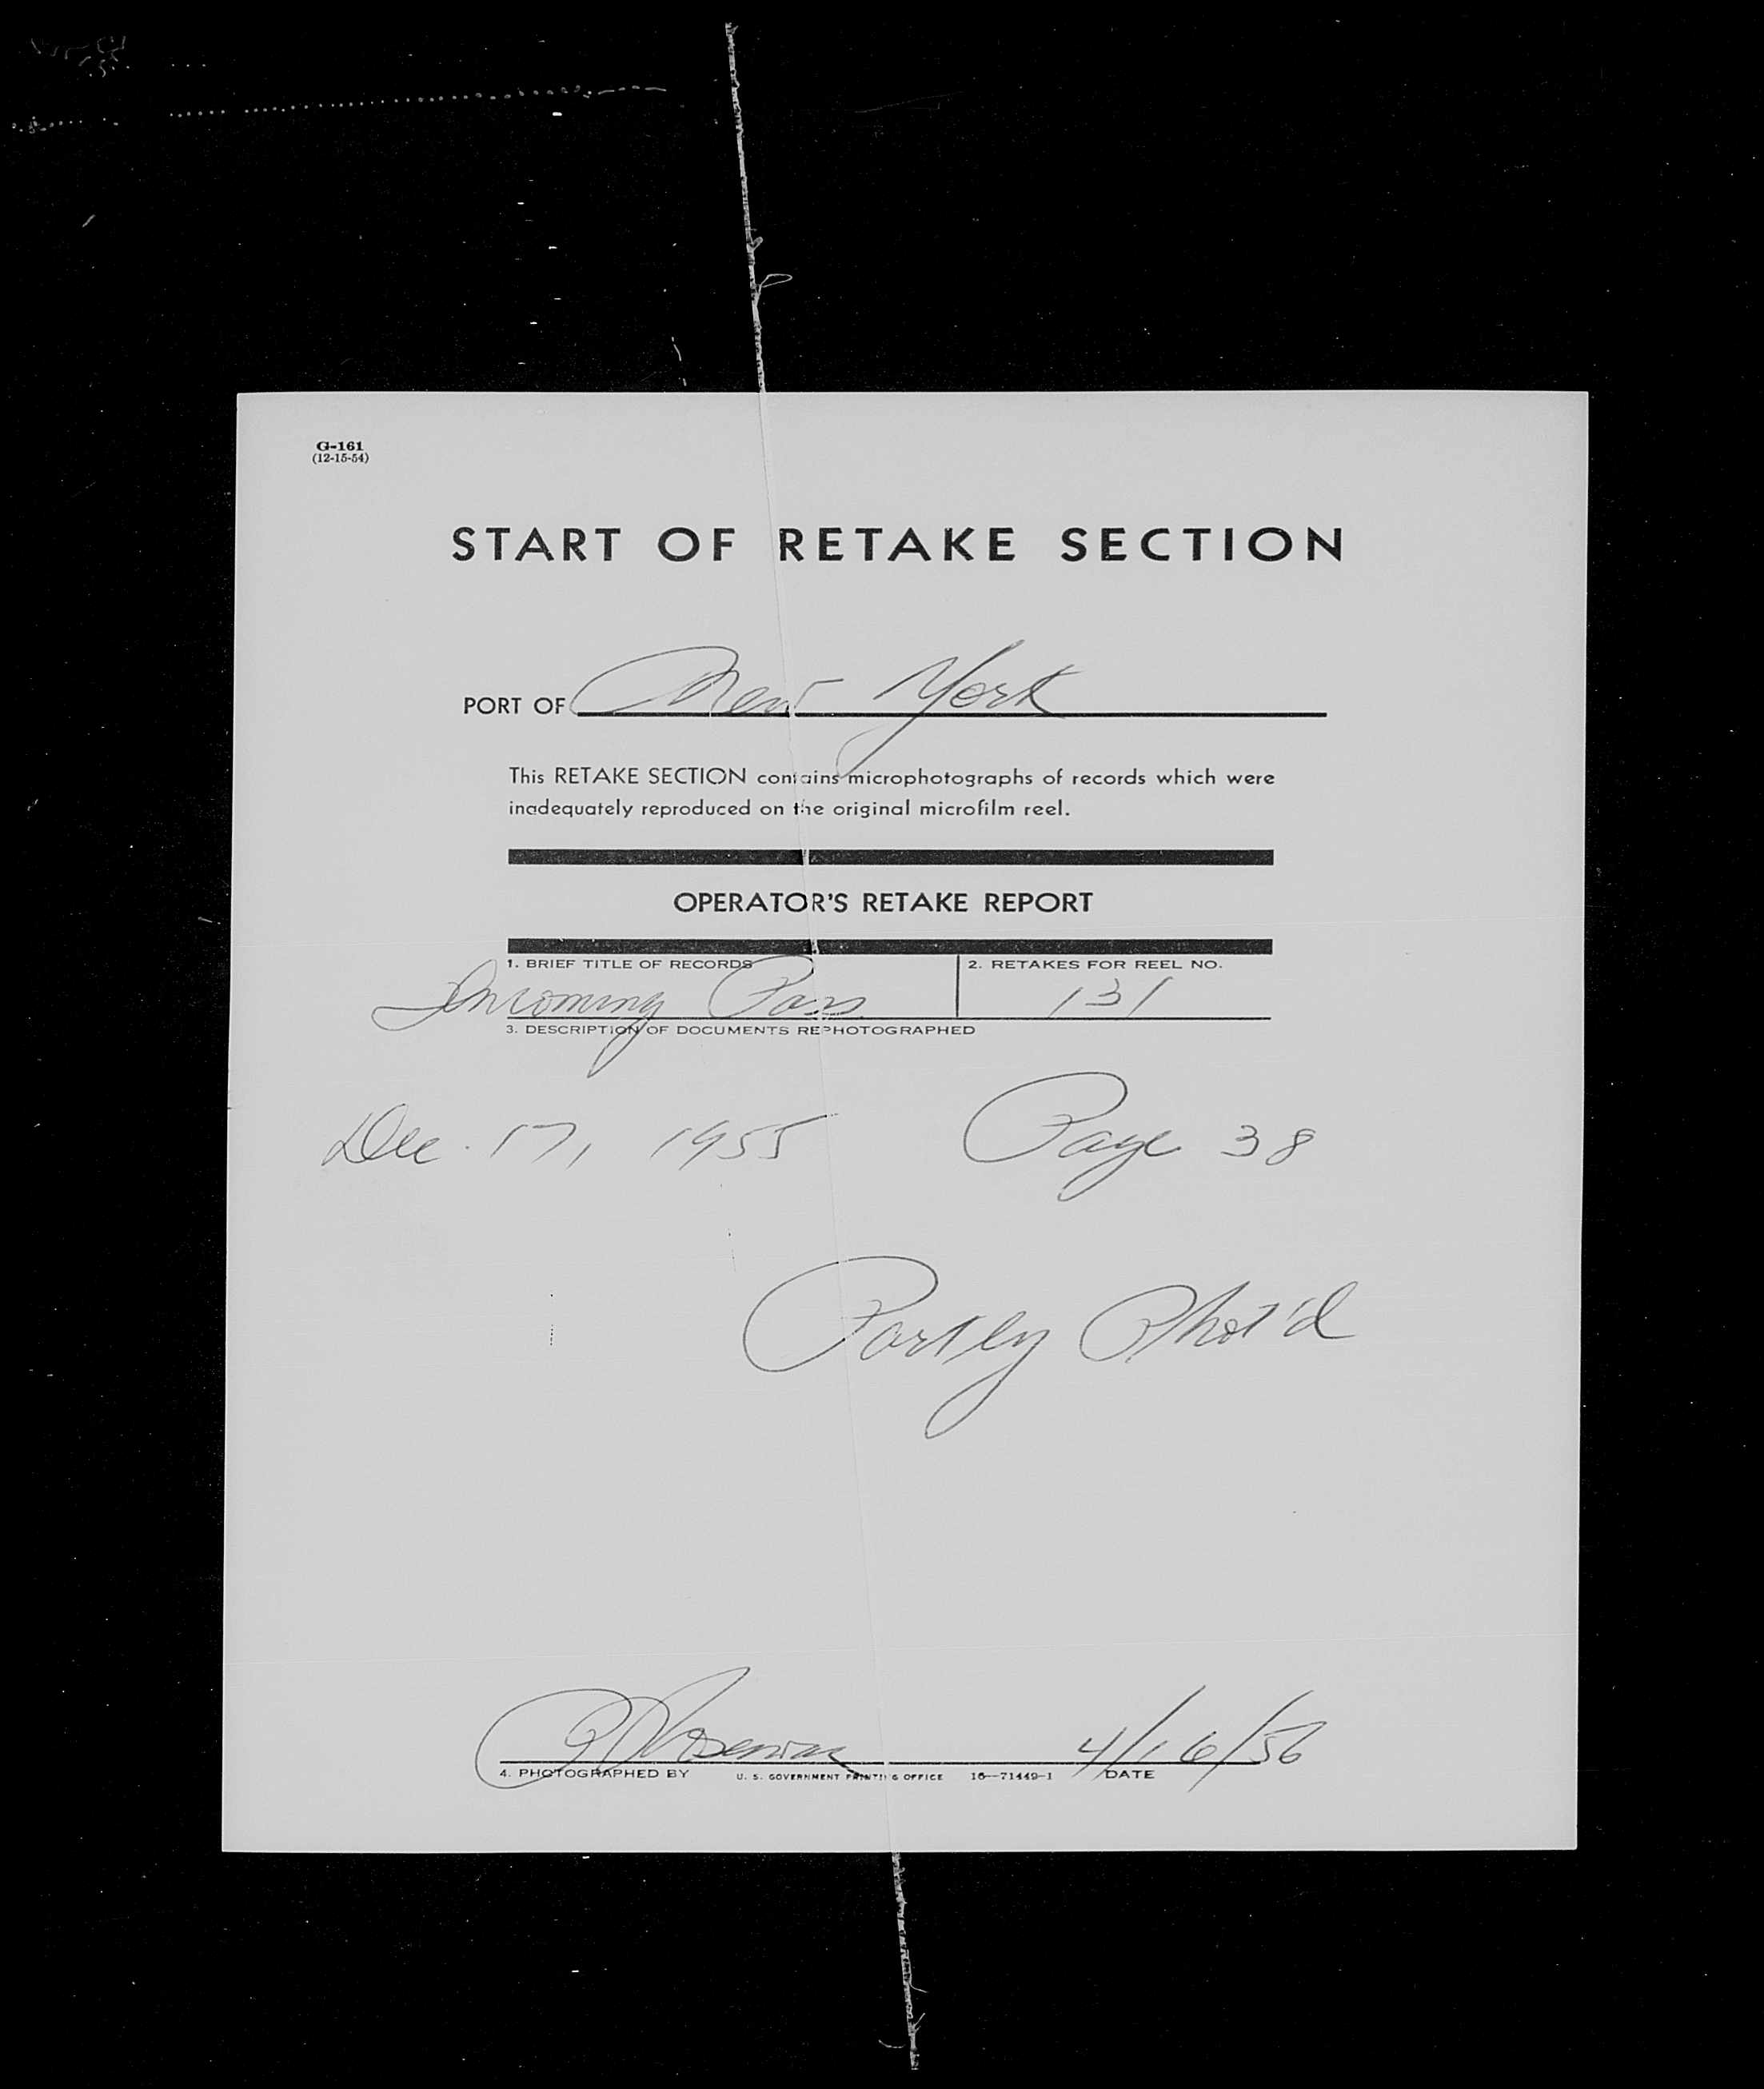 G-161
(12-15-54)
START OF RETAKE SECTION
PORT OF New York
This RETAKE SECTION contains microphotographs of records which were
inadequately reproduced on the original microfilm reel.
OPERATOR'S RETAKE REPORT
1. BRIEF TITLE OF RECORDS 2. RETAKES FOR REEL NO.
Incoming Pass 131
3. DESCRIPTION OF DOCUMENTS REPHOTOGRAPHED
Dec. 17, 1955 Page 38
Partly Phot'd
4/16/56
4. PHOTOGRAPHED BY U. S. GOVERNMENT PRINTING OFFICE 16—71449-1 DATE